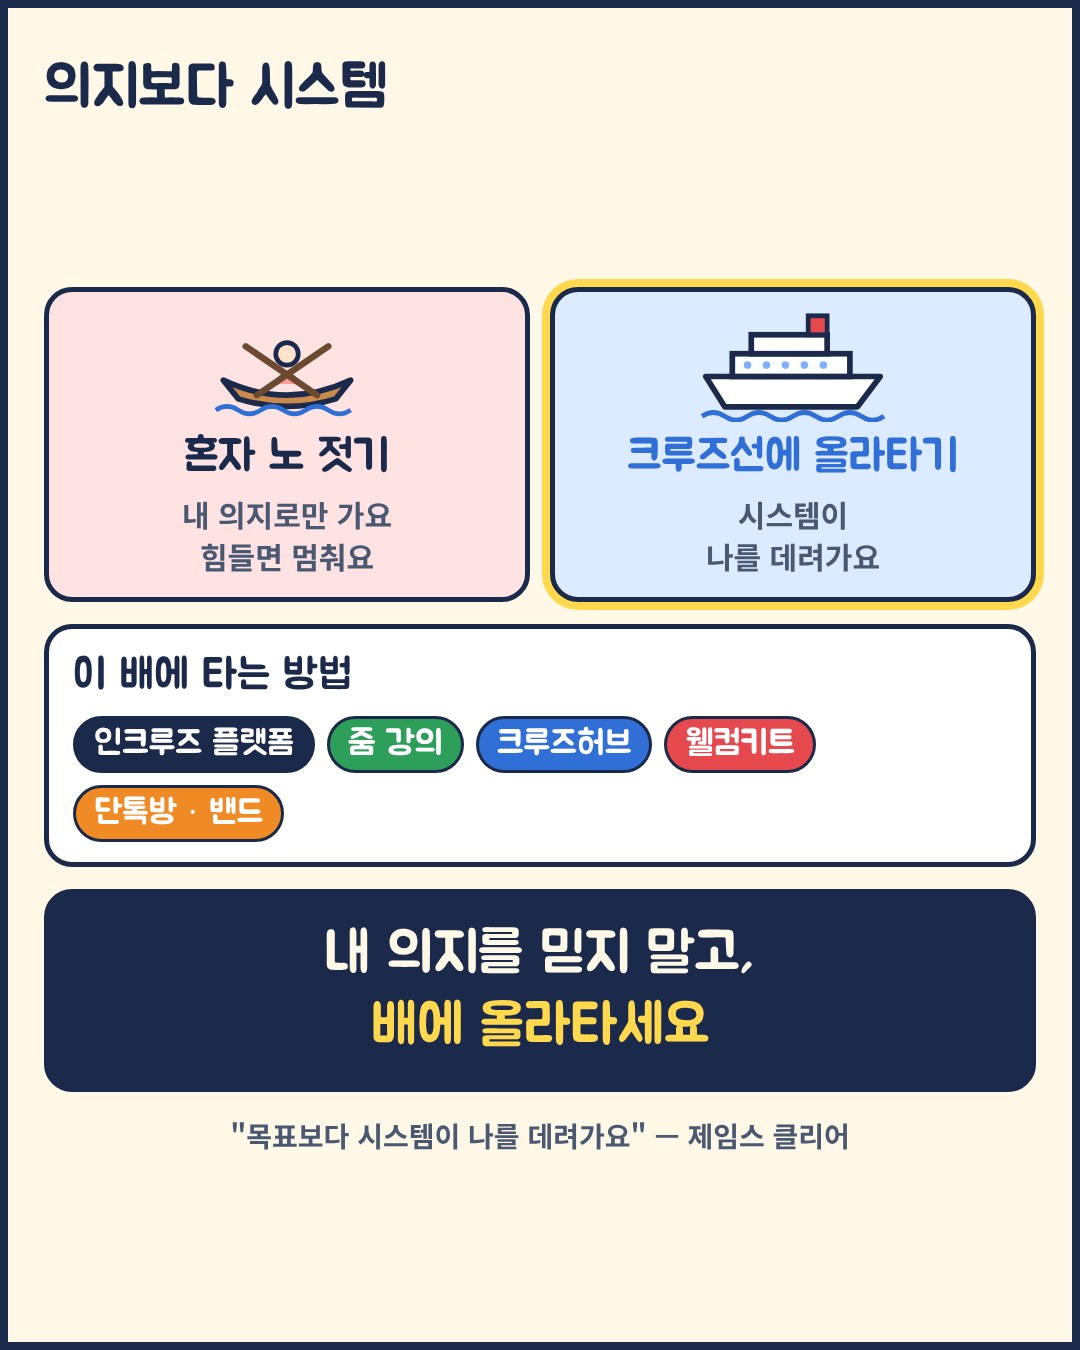 의지보다 시스템
혼자 노 젓기
내 의지로만 가요
힘들면 멈춰요
크루즈선에 올라타기
시스템이
나를 데려가요
이 배에 타는 방법
인크루즈 플랫폼
줌 강의
크루즈허브
웰컴키트
단톡방 · 밴드
내 의지를 믿지 말고,
배에 올라타세요
"목표보다 시스템이 나를 데려가요" — 제임스 클리어